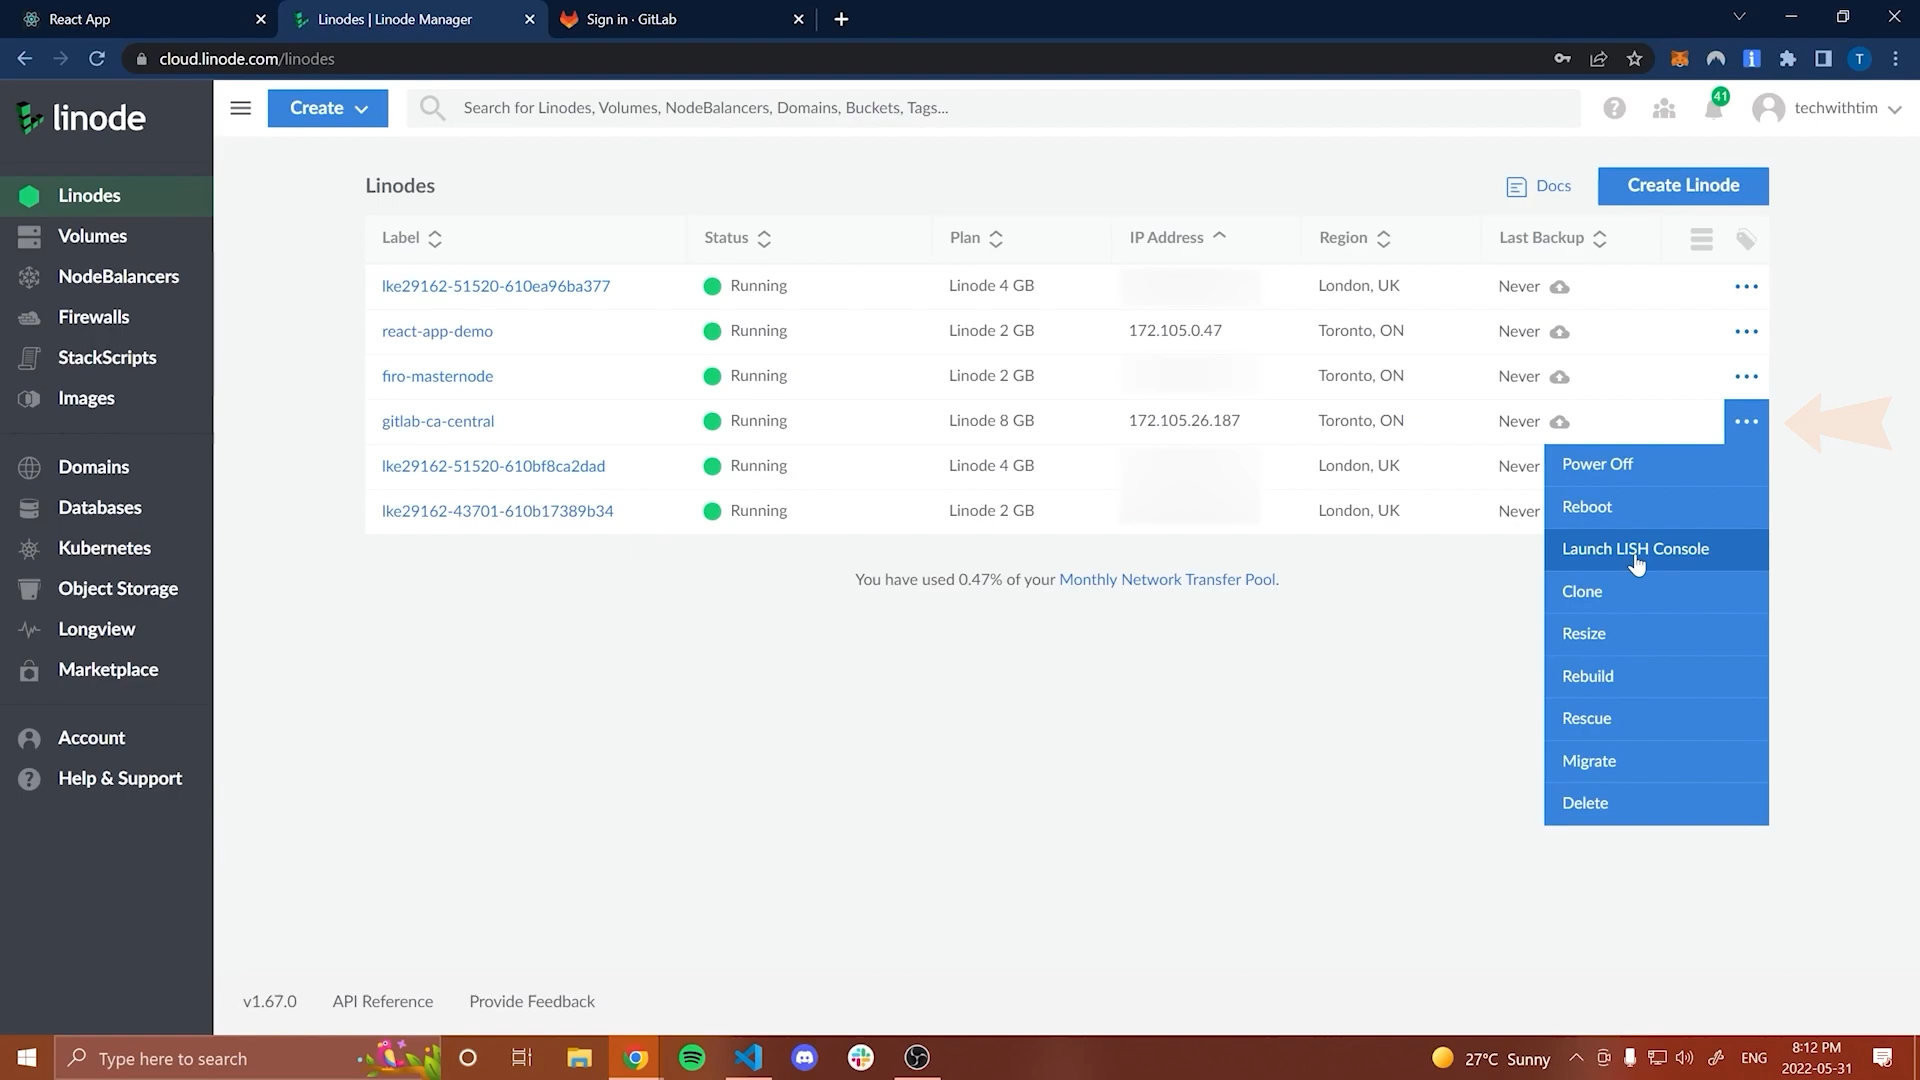 React App
Linodes | Linode Manager
Sign in · GitLab
cloud.linode.com/linodes
T
linode
Create
Search for Linodes, Volumes, NodeBalancers, Domains, Buckets, Tags...
41
techwithtim
Linodes
Volumes
NodeBalancers
Firewalls
StackScripts
Images
Domains
Databases
Kubernetes
Object Storage
Longview
Marketplace
Account
Help & Support
Linodes
Docs
Create Linode
Label Status Plan IP Address Region Last Backup
lke29162-51520-610ea96ba377 Running Linode 4 GB London, UK Never
react-app-demo Running Linode 2 GB 172.105.0.47 Toronto, ON Never
firo-masternode Running Linode 2 GB Toronto, ON Never
gitlab-ca-central Running Linode 8 GB 172.105.26.187 Toronto, ON Never
lke29162-51520-610bf8ca2dad Running Linode 4 GB London, UK Never
lke29162-43701-610b17389b34 Running Linode 2 GB London, UK Never
Power Off
Reboot
Launch LISH Console
Clone
Resize
Rebuild
Rescue
Migrate
Delete
You have used 0.47% of your Monthly Network Transfer Pool.
v1.67.0 API Reference Provide Feedback
Type here to search
27°C Sunny
ENG
8:12 PM
2022-05-31